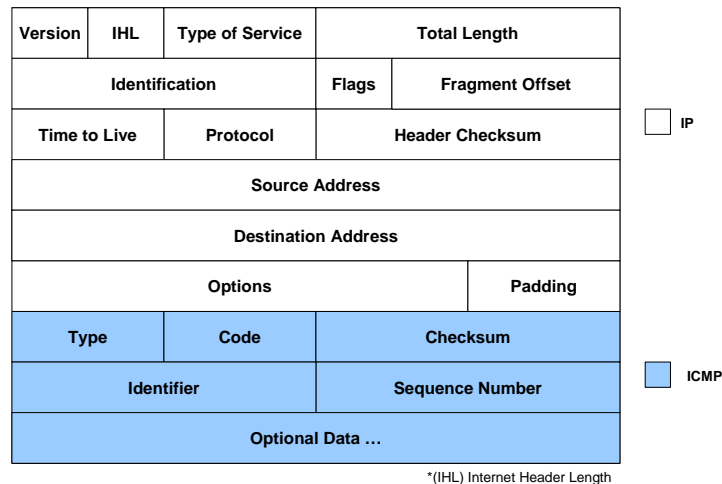 Version IHL Type of Service Total Length
Identification Flags Fragment Offset
Time to Live Protocol Header Checksum
IP
Source Address
Destination Address
Options Padding
Type Code Checksum
Identifier Sequence Number
ICMP
Optional Data …
*(IHL) Internet Header Length